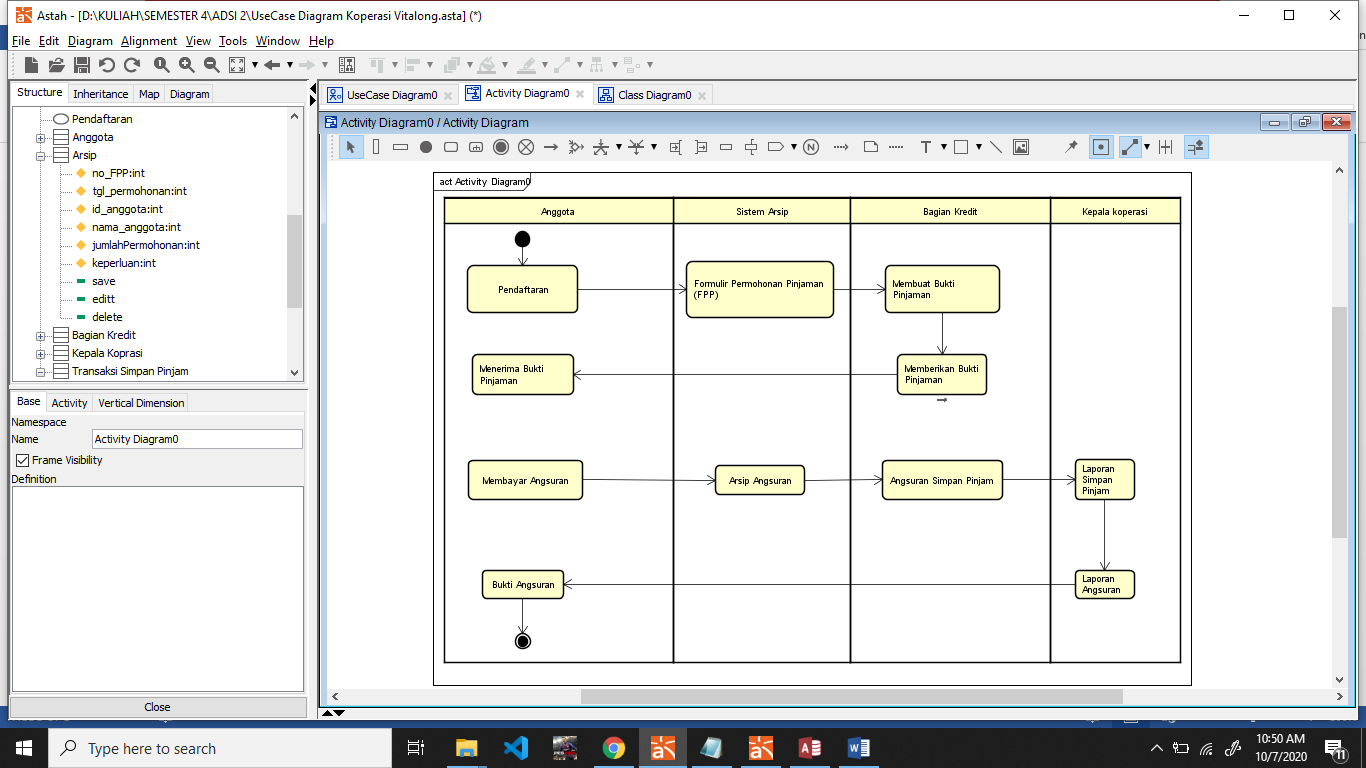 Astah - [D:\KULIAH\SEMESTER 4\ADSI 2\UseCase Diagram Koperasi Vitalong.asta] (*)
File Edit Diagram Alignment View Tools Window Help
Structure Inheritance Map Diagram
Pendaftaran
Anggota
Arsip
no_FPP:int
tgl_permohonan:int
id_anggota:int
nama_anggota:int
jumlahPermohonan:int
keperluan:int
save
editt
delete
Bagian Kredit
Kepala Koprasi
Transaksi Simpan Pinjam
Base Activity Vertical Dimension
Namespace
Name Activity Diagram0
Frame Visibility
Definition
Close
UseCase Diagram0 Activity Diagram0 Class Diagram0
Activity Diagram0 / Activity Diagram
N T
act Activity Diagram0
Anggota Sistem Arsip Bagian Kredit Kepala koperasi
Pendaftaran
Formulir Permohonan Pinjaman
(FPP)
Membuat Bukti
Pinjaman
Menerima Bukti
Pinjaman
Memberikan Bukti
Pinjaman
Membayar Angsuran
Arsip Angsuran
Angsuran Simpan Pinjam
Laporan
Simpan
Pinjam
Bukti Angsuran
Laporan
Angsuran
Type here to search
10:50 AM
10/7/2020
11